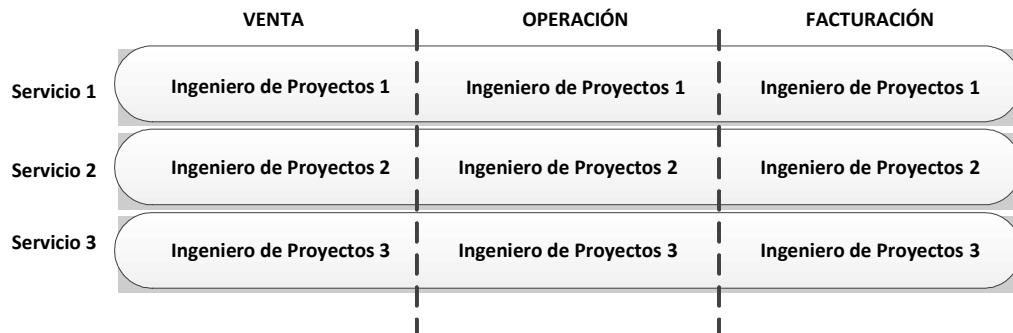 VENTA OPERACIÓN FACTURACIÓN
Servicio 1 Ingeniero de Proyectos 1 Ingeniero de Proyectos 1 Ingeniero de Proyectos 1
Servicio 2 Ingeniero de Proyectos 2 Ingeniero de Proyectos 2 Ingeniero de Proyectos 2
Servicio 3 Ingeniero de Proyectos 3 Ingeniero de Proyectos 3 Ingeniero de Proyectos 3